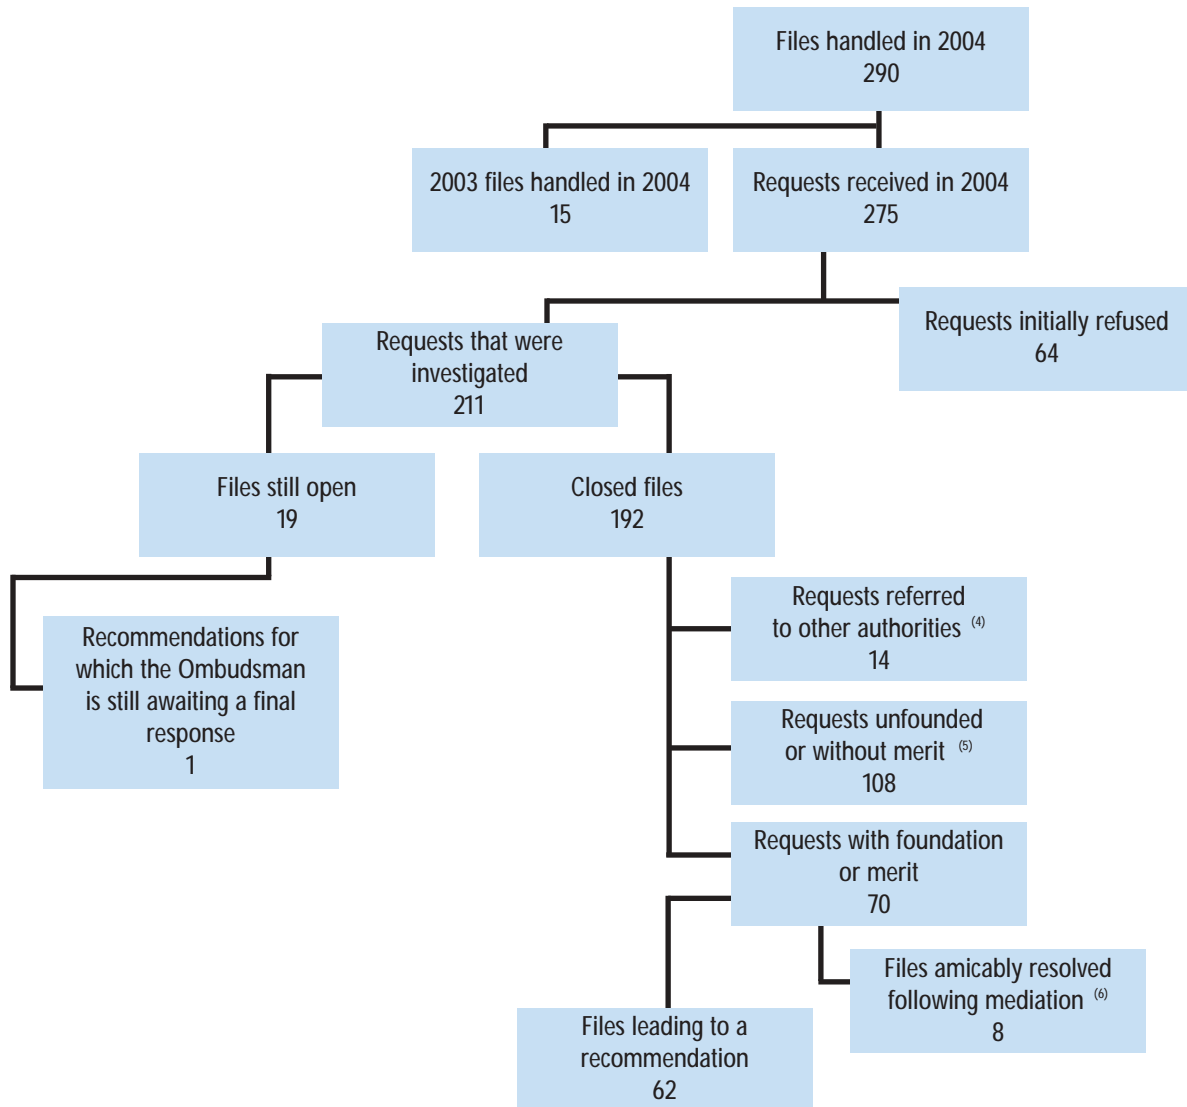 Files handled in 2004
290
2003 files handled in 2004
15
Requests received in 2004
275
Requests initially refused
64
Requests that were
investigated
211
Files still open
19
Closed files
192
Requests referred
to other authorities (4)
14
Recommendations for
which the Ombudsman
is still awaiting a final
response
1
Requests unfounded
or without merit (5)
108
Requests with foundation
or merit
70
Files amicably resolved
following mediation (6)
8
Files leading to a
recommendation
62